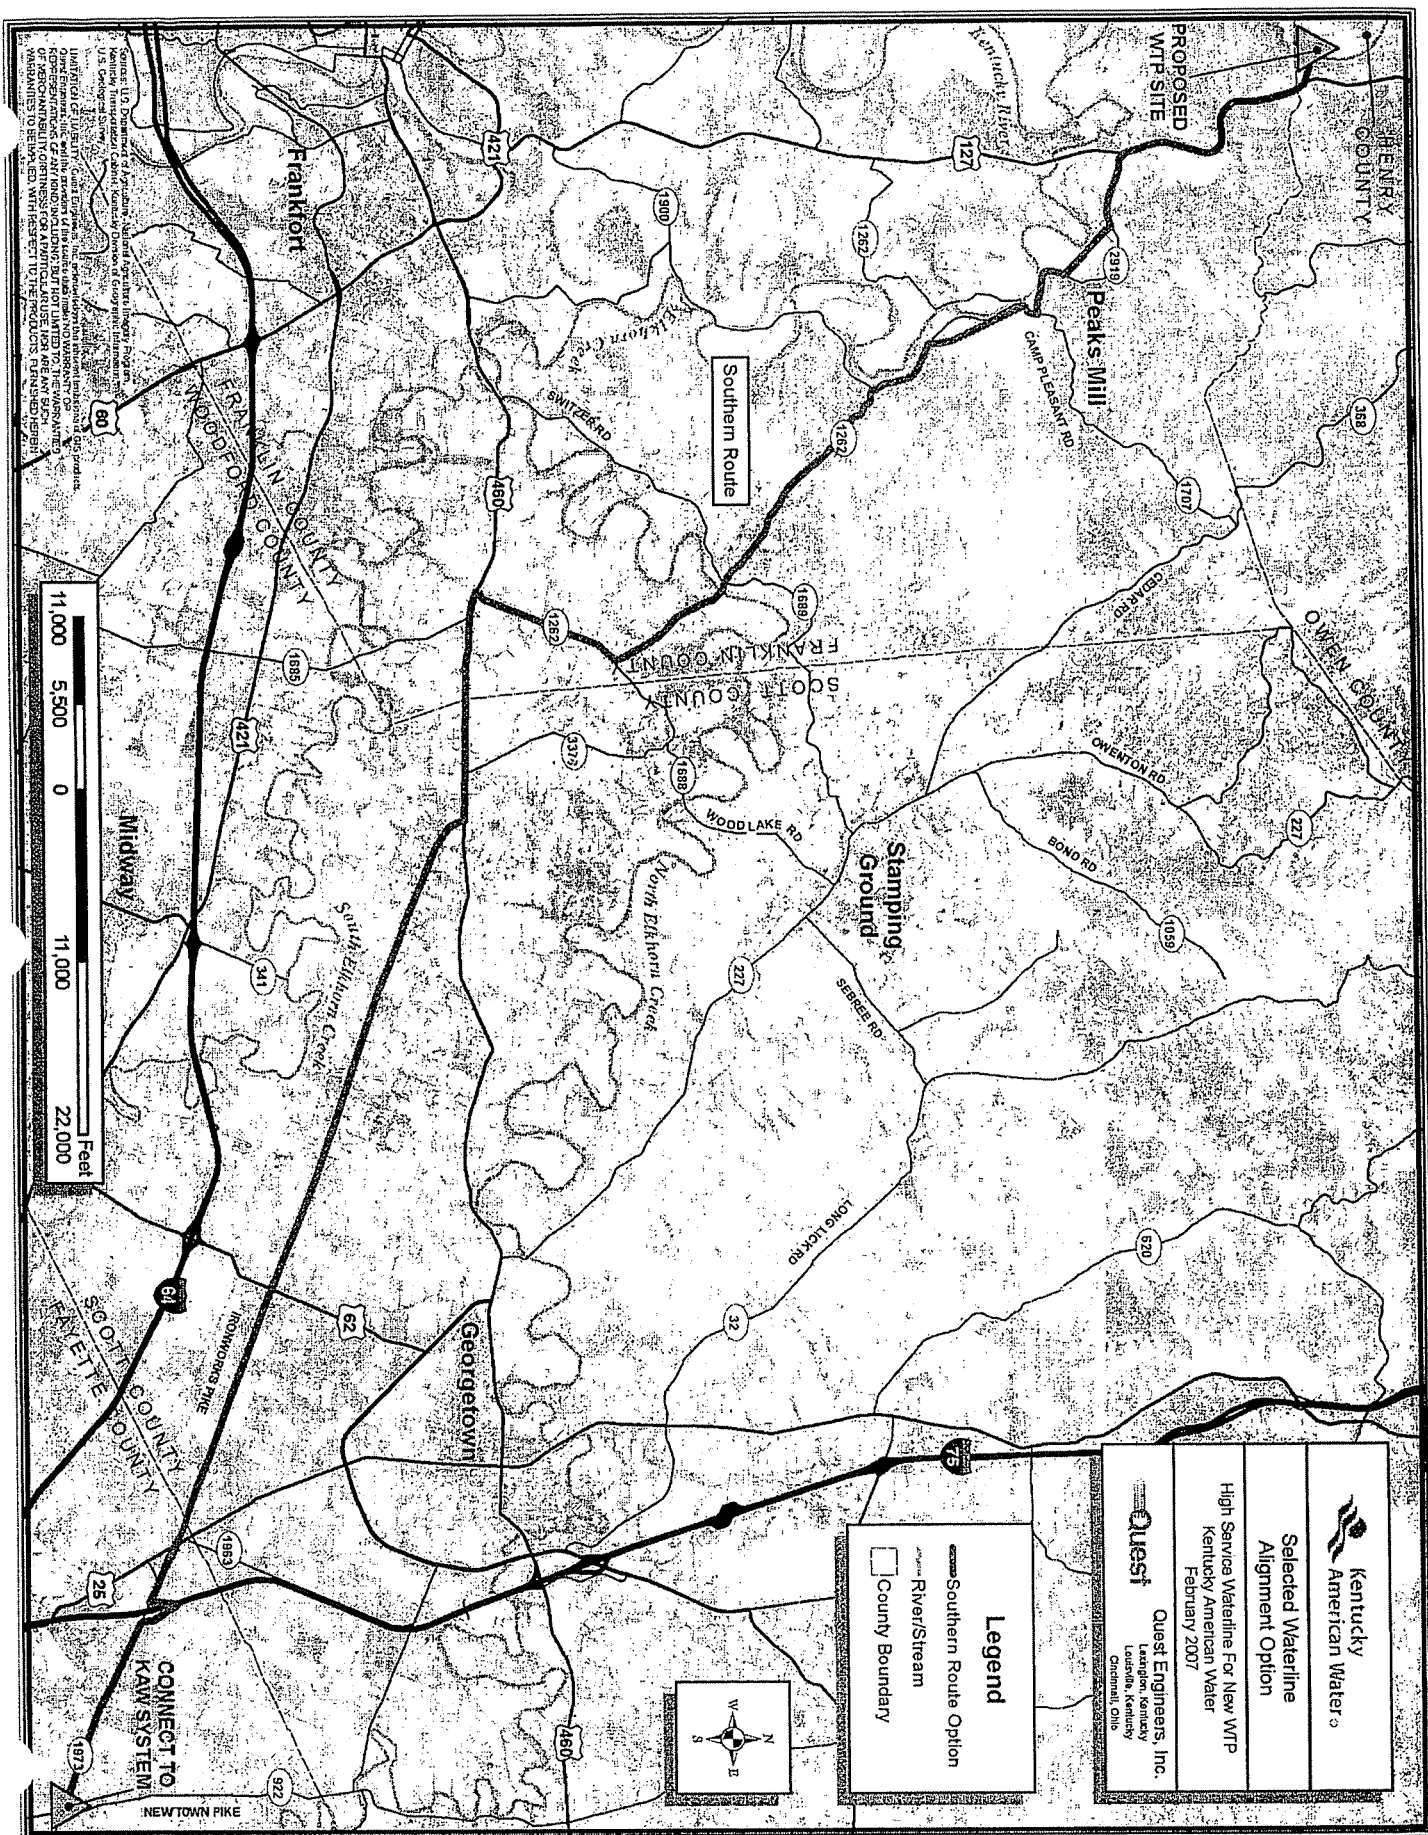 Kentucky
American Water
Selected Waterline
Alignment Option
High Service Waterline For New WTP
Kentucky American Water
February 2007
Quest
Quest Engineers, Inc.
Lexington, Kentucky
Louisville, Kentucky
Cincinnati, Ohio
Legend
Southern Route Option
River/Stream
County Boundary
N
W
E
S
HENRY
COUNTY
PROPOSED
WTP SITE
Kentucky River
127
421
1900
1262
2919
Peaks Mill
CAMP PLEASANT RD
368
1707
CEDAR RD
OWEN COUNTY
Frankfort
Elkhorn Creek
SWITZER RD
Southern Route
1262
460
60
FRANKLIN COUNTY
WOODFORD COUNTY
1262
1689
FRANKLIN COUNTY
SCOTT COUNTY
1685
421
3378
1688
WOODLAKE RD
Stamping
Ground
OWENTON RD
227
BOND RD
1059
North Elkhorn Creek
227
SEBREE RD
LONG LICK RD
620
32
Midway
341
South Elkhorn Creek
64
62
IRONWORKS PIKE
Georgetown
75
SCOTT COUNTY
FAYETTE COUNTY
1963
25
460
CONNECT TO
KAW SYSTEM
1973
922
NEWTOWN PIKE
11,000
5,500
0
11,000
22,000
Feet